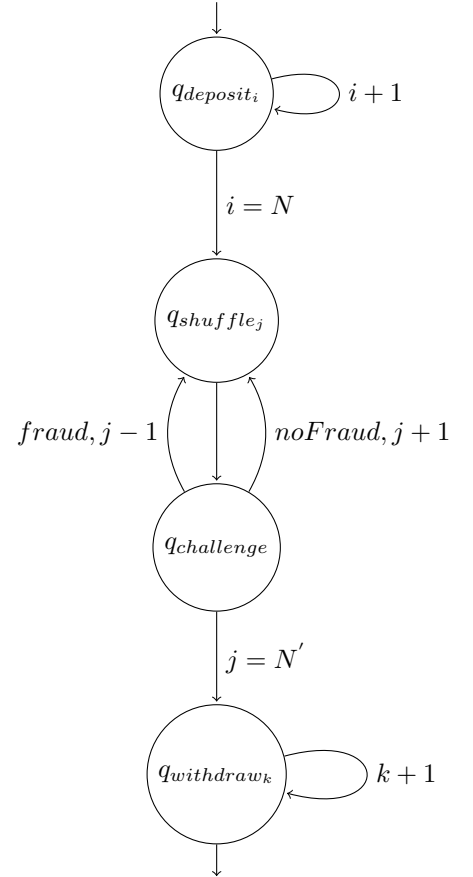 q_{deposit_i}
i + 1
i = N
q_{shuffle_j}
fraud, j − 1
noFraud, j + 1
q_{challenge}
j = N'
q_{withdraw_k}
k + 1